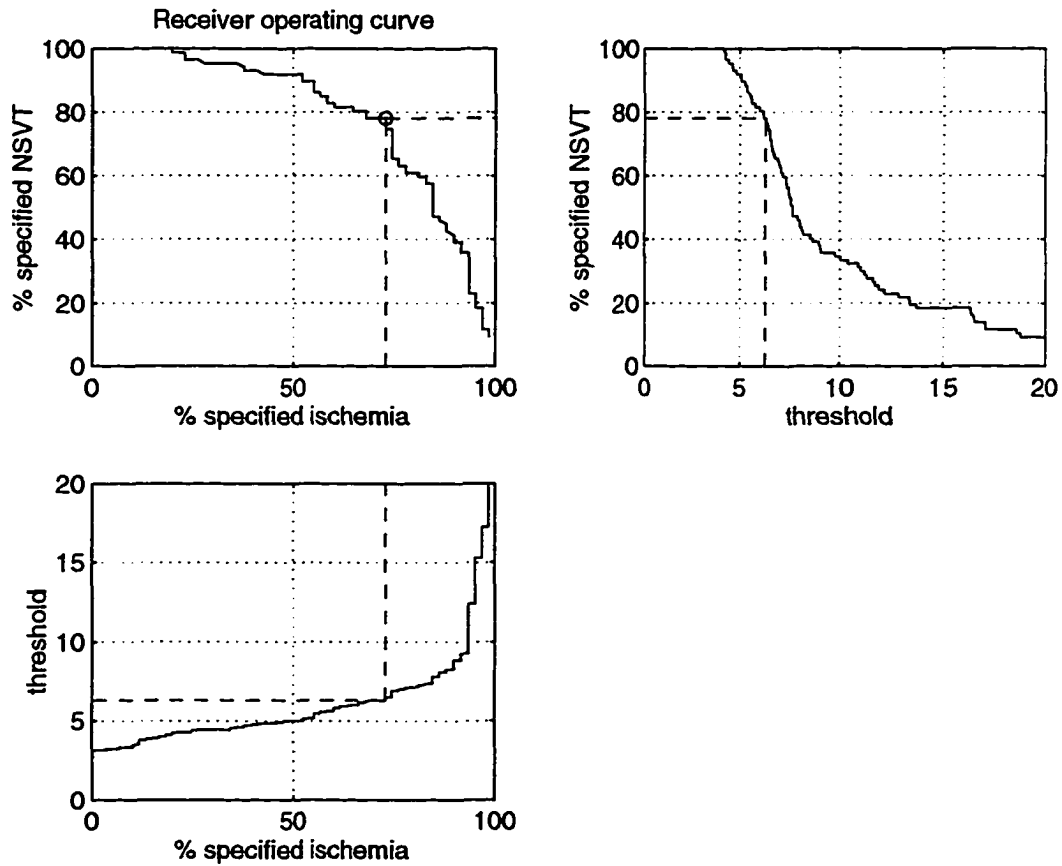 Receiver operating curve
% specified NSVT
100
80
60
40
20
0
0 50 100
% specified ischemia
% specified NSVT
100
80
60
40
20
0
0 5 10 15 20
threshold
threshold
20
15
10
5
0
0 50 100
% specified ischemia